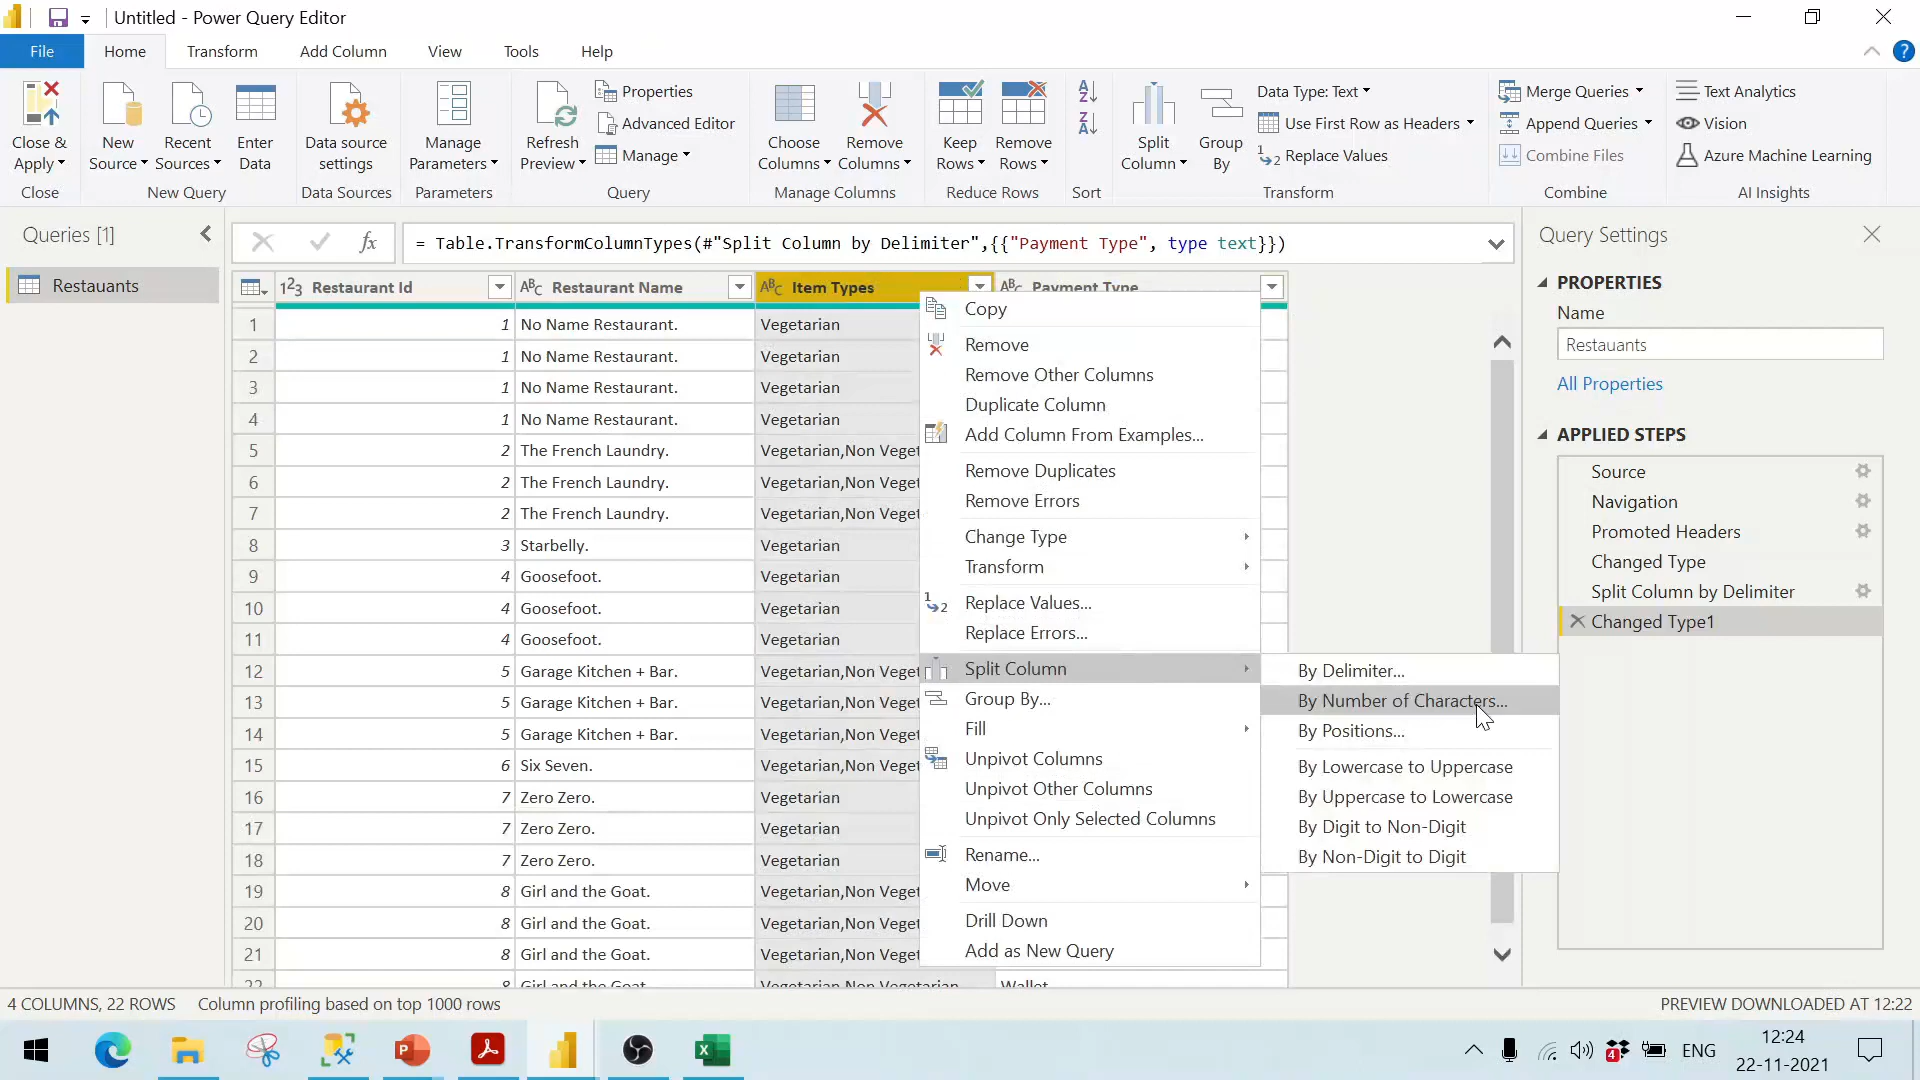 Untitled - Power Query Editor
File
Home
Transform
Add Column
View
Tools
Help
Close & Apply
Close
New Source
Recent Sources
Enter Data
New Query
Data source settings
Data Sources
Manage Parameters
Parameters
Refresh Preview
Properties
Advanced Editor
Manage
Query
Choose Columns
Remove Columns
Manage Columns
Keep Rows
Remove Rows
Reduce Rows
Sort
Split Column
Group By
Data Type: Text
Use First Row as Headers
Replace Values
Transform
Merge Queries
Append Queries
Combine Files
Combine
Text Analytics
Vision
Azure Machine Learning
AI Insights
Queries [1]
Restauants
= Table.TransformColumnTypes(#"Split Column by Delimiter",{{"Payment Type", type text}})
Restaurant Id Restaurant Name Item Types Payment Type
1 1 No Name Restaurant. Vegetarian
2 1 No Name Restaurant. Vegetarian
3 1 No Name Restaurant. Vegetarian
4 1 No Name Restaurant. Vegetarian
5 2 The French Laundry. Vegetarian,Non Veget
6 2 The French Laundry. Vegetarian,Non Veget
7 2 The French Laundry. Vegetarian,Non Veget
8 3 Starbelly. Vegetarian
9 4 Goosefoot. Vegetarian
10 4 Goosefoot. Vegetarian
11 4 Goosefoot. Vegetarian
12 5 Garage Kitchen + Bar. Vegetarian,Non Veget
13 5 Garage Kitchen + Bar. Vegetarian,Non Veget
14 5 Garage Kitchen + Bar. Vegetarian,Non Veget
15 6 Six Seven. Vegetarian,Non Veget
16 7 Zero Zero. Vegetarian
17 7 Zero Zero. Vegetarian
18 7 Zero Zero. Vegetarian
19 8 Girl and the Goat. Vegetarian,Non Veget
20 8 Girl and the Goat. Vegetarian,Non Veget
21 8 Girl and the Goat. Vegetarian,Non Veget
22 8 Girl and the Goat. Vegetarian,Non Vegetarian Wallet
Copy
Remove
Remove Other Columns
Duplicate Column
Add Column From Examples...
Remove Duplicates
Remove Errors
Change Type
Transform
Replace Values...
Replace Errors...
Split Column
Group By...
Fill
Unpivot Columns
Unpivot Other Columns
Unpivot Only Selected Columns
Rename...
Move
Drill Down
Add as New Query
By Delimiter...
By Number of Characters...
By Positions...
By Lowercase to Uppercase
By Uppercase to Lowercase
By Digit to Non-Digit
By Non-Digit to Digit
Query Settings
PROPERTIES
Name
Restauants
All Properties
APPLIED STEPS
Source
Navigation
Promoted Headers
Changed Type
Split Column by Delimiter
Changed Type1
4 COLUMNS, 22 ROWS
Column profiling based on top 1000 rows
PREVIEW DOWNLOADED AT 12:22
ENG
12:24
22-11-2021